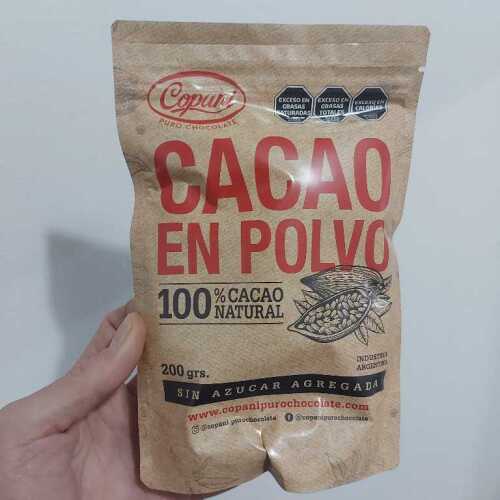 Copani
PURO CHOCOLATE
EXCESO EN
GRASAS
SATURADAS
EXCESO EN
GRASAS
TOTALES
EXCESO EN
CALORÍAS
CACAO
EN POLVO
100% CACAO
NATURAL
INDUSTRIA
ARGENTINA
200 grs.
SIN AZUCAR AGREGADA
www.copanipurochocolate.com
@copani.purochocolate
@copanipurochocolate